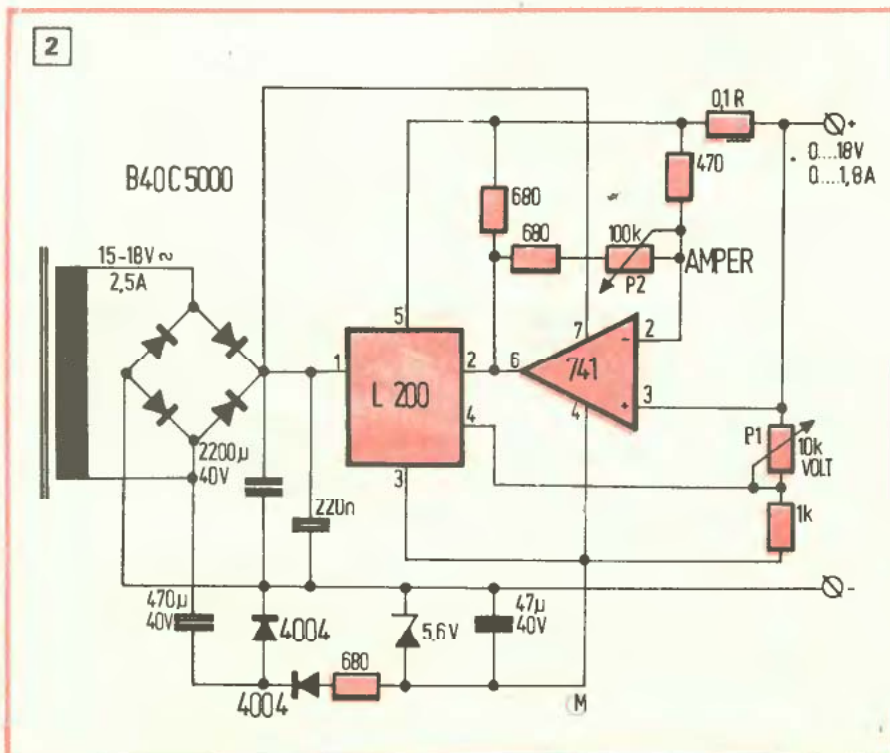 2
B40C5000
15-18V ~
2,5A
0,1R
+
0....18V
0....1,8A
470
680
680
100k
P2
AMPER
5
1
L 200
2
4
3
6
741
7
4
2
-
3
+
P1
10k
VOLT
1k
2200µ
40V
220n
-
470µ
40V
4004
5,6V
47µ
40V
680
4004
M